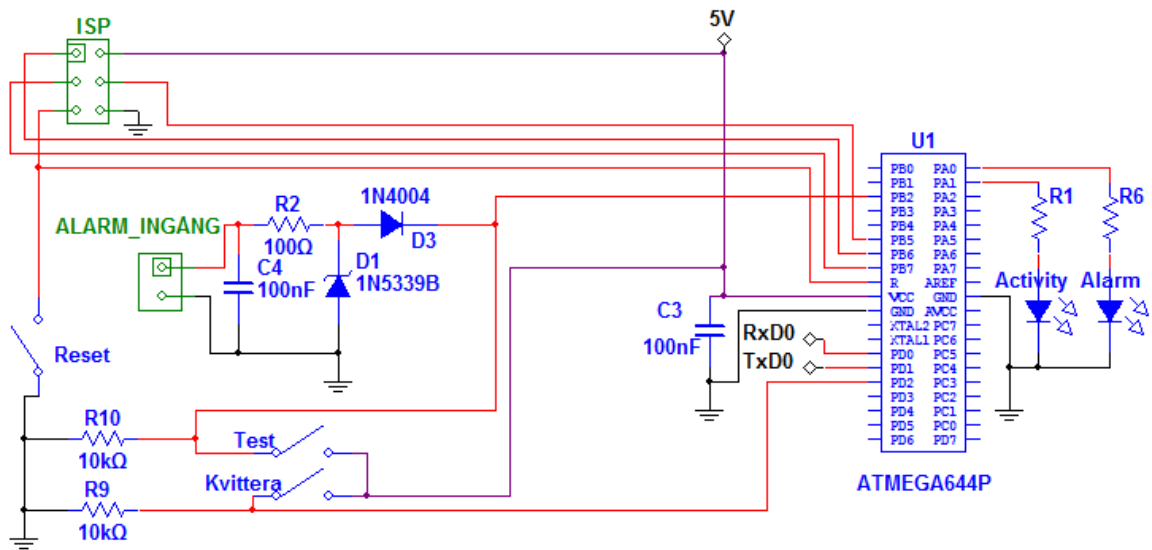 ISP
5V
U1
PB0 PA0
PB1 PA1
PB2 PA2
PB3 PA3
PB4 PA4
PB5 PA5
PB6 PA6
PB7 PA7
R AREF
VCC GND
GND AVCC
XTAL2 PC7
XTAL1 PC6
PD0 PC5
PD1 PC4
PD2 PC3
PD3 PC2
PD4 PC1
PD5 PC0
PD6 PD7
ATMEGA644P
R1
R6
Activity
Alarm
1N4004
D3
R2
100Ω
ALARM_INGANG
C4
100nF
D1
1N5339B
C3
100nF
RxD0
TxD0
Reset
R10
10kΩ
Test
Kvittera
R9
10kΩ